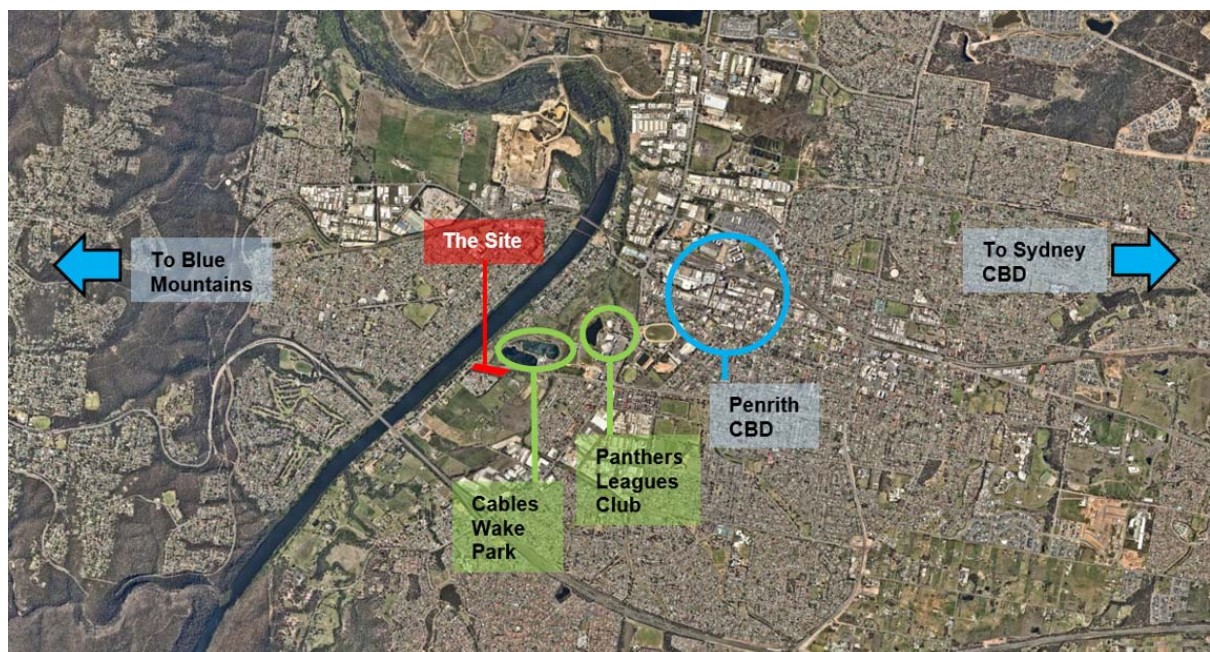 The Site
To Blue
Mountains
To Sydney
CBD
Penrith
CBD
Panthers
Leagues
Club
Cables
Wake
Park